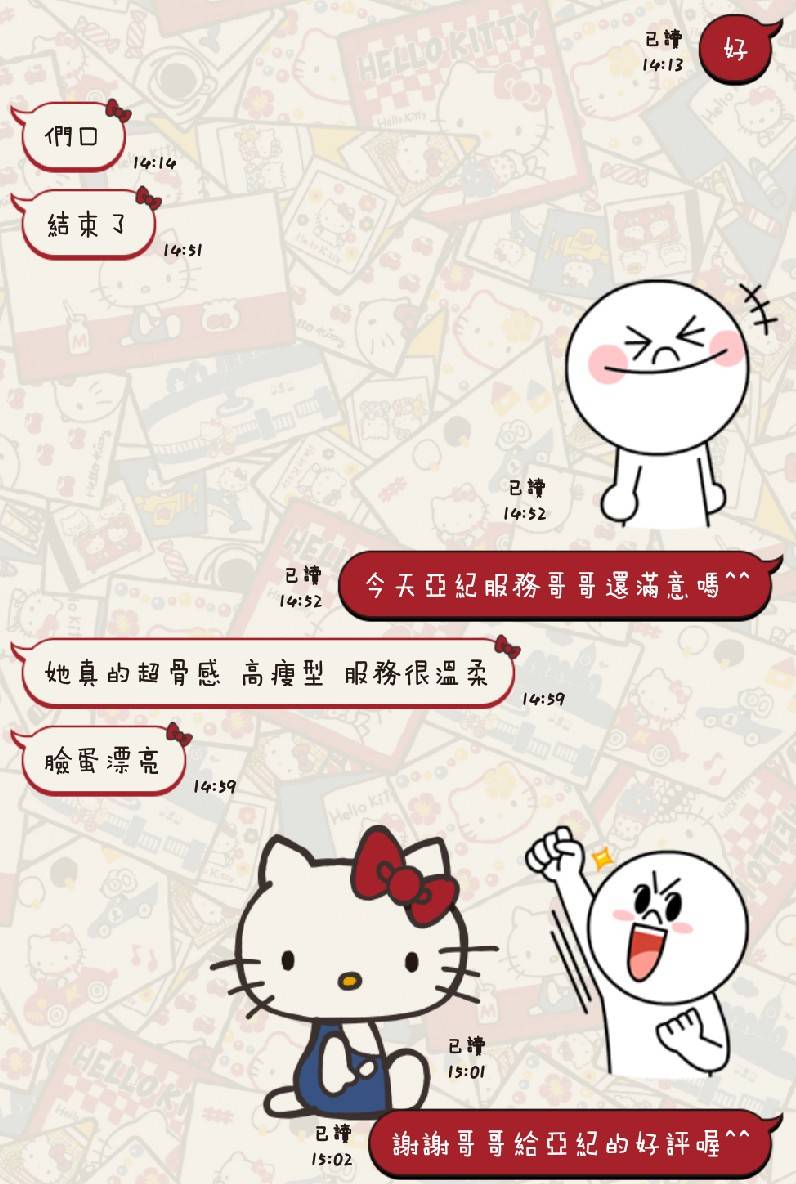 好
已讀
14:13
們口
14:14
結束了
14:51
已讀
14:52
今天亞紀服務哥哥還滿意嗎^^
已讀
14:52
她真的超骨感 高瘦型 服務很溫柔
14:59
臉蛋漂亮
14:59
已讀
15:01
謝謝哥哥給亞紀的好評喔^^
已讀
15:02
HELLO KITTY